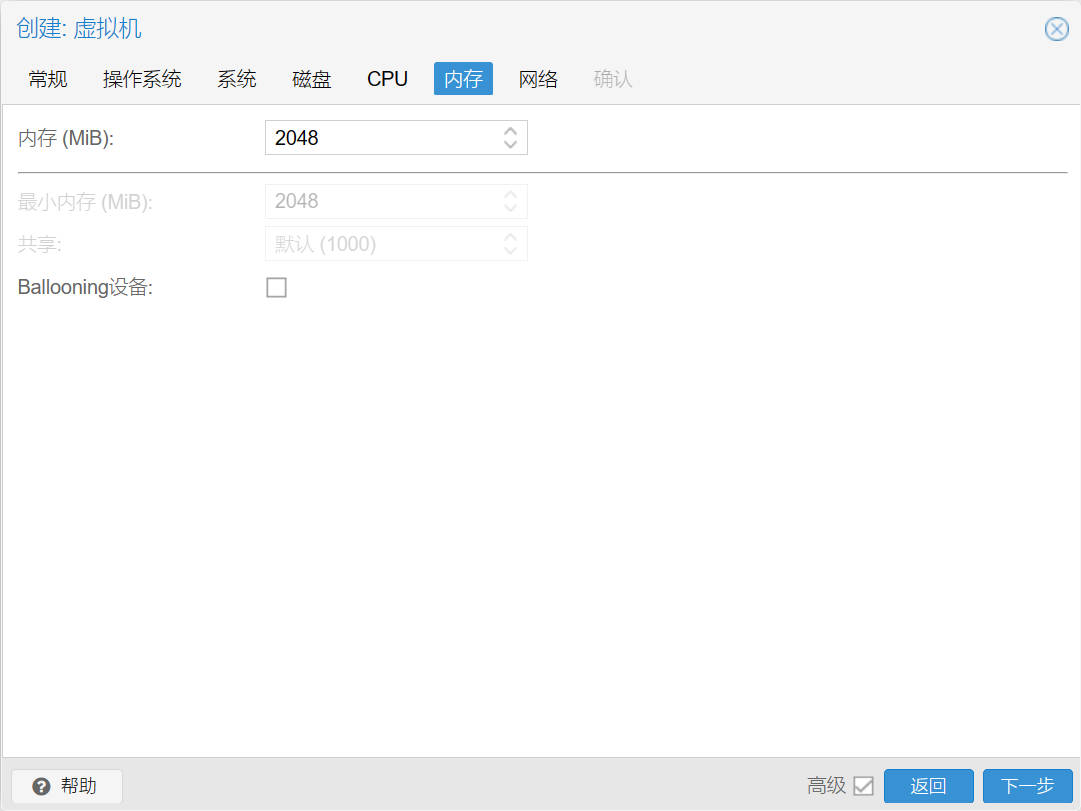 创建: 虚拟机
常规 操作系统 系统 磁盘 CPU 内存 网络 确认
内存 (MiB): 2048
最小内存 (MiB): 2048
共享: 默认 (1000)
Ballooning设备:
帮助 高级 返回 下一步